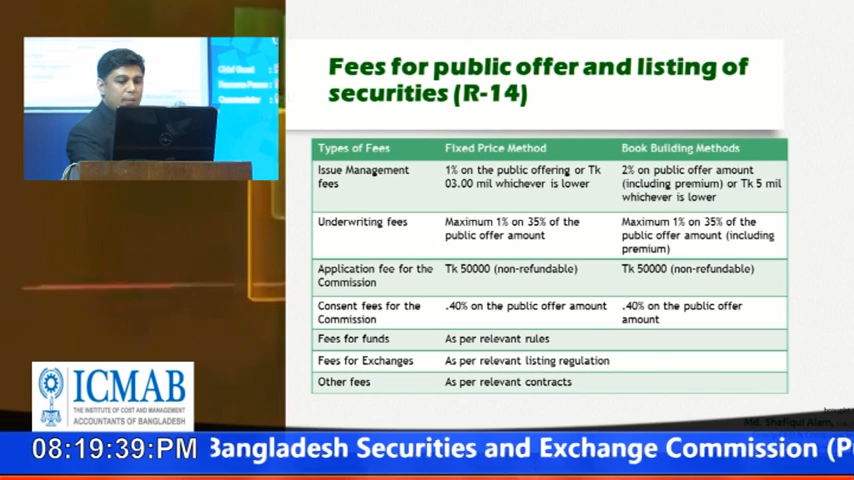 Fees for public offer and listing of
securities (R-14)
Types of Fees Fixed Price Method Book Building Methods
Issue Management
fees
1% on the public offering or Tk
03.00 mil whichever is lower
2% on public offer amount
(including premium) or Tk 5 mil
whichever is lower
Underwriting fees
Maximum 1% on 35% of the
public offer amount
Maximum 1% on 35% of the
public offer amount (including
premium)
Application fee for the
Commission
Tk 50000 (non-refundable)
Tk 50000 (non-refundable)
Consent fees for the
Commission
.40% on the public offer amount
.40% on the public offer
amount
Fees for funds As per relevant rules
Fees for Exchanges As per relevant listing regulation
Other fees As per relevant contracts
Chief Guest :
ICMAB
THE INSTITUTE OF COST AND MANAGEMENT
ACCOUNTANTS OF BANGLADESH
Md. Shafiqul Alam,
08:19:39:PM Bangladesh Securities and Exchange Commission (P